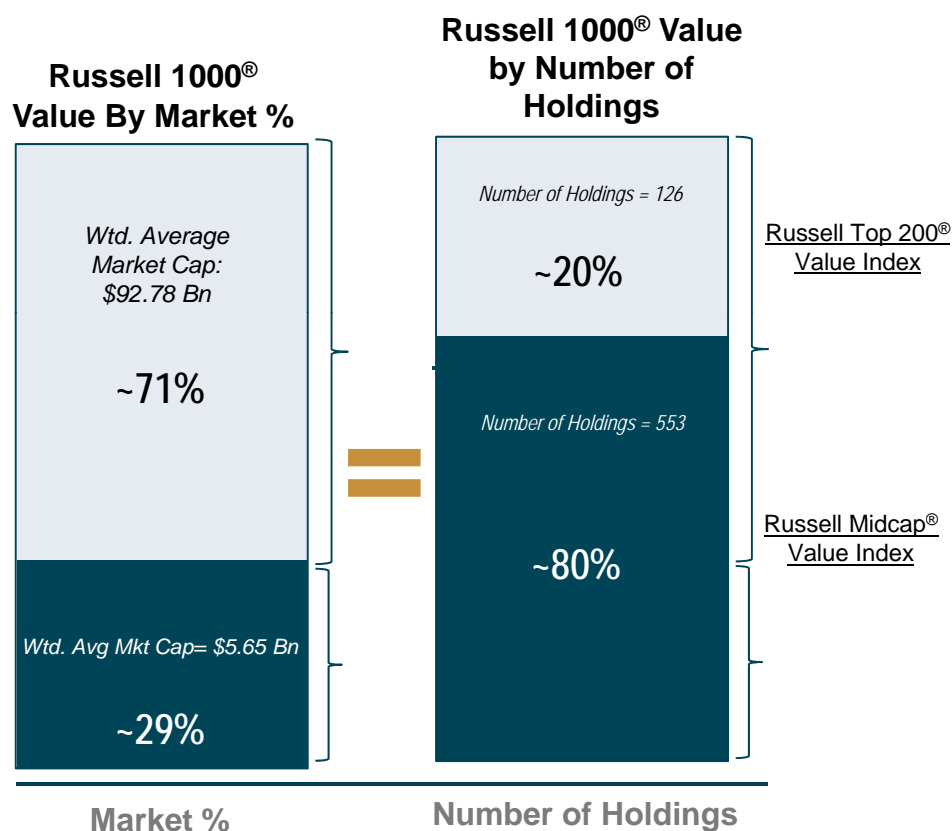 Russell 1000®
Value By Market %
Wtd. Average
Market Cap:
$92.78 Bn
~71%
Wtd. Avg Mkt Cap= $5.65 Bn
~29%
Market %
Russell 1000® Value
by Number of
Holdings
Number of Holdings = 126
~20%
Number of Holdings = 553
~80%
Number of Holdings
Russell Top 200®
Value Index
Russell Midcap®
Value Index